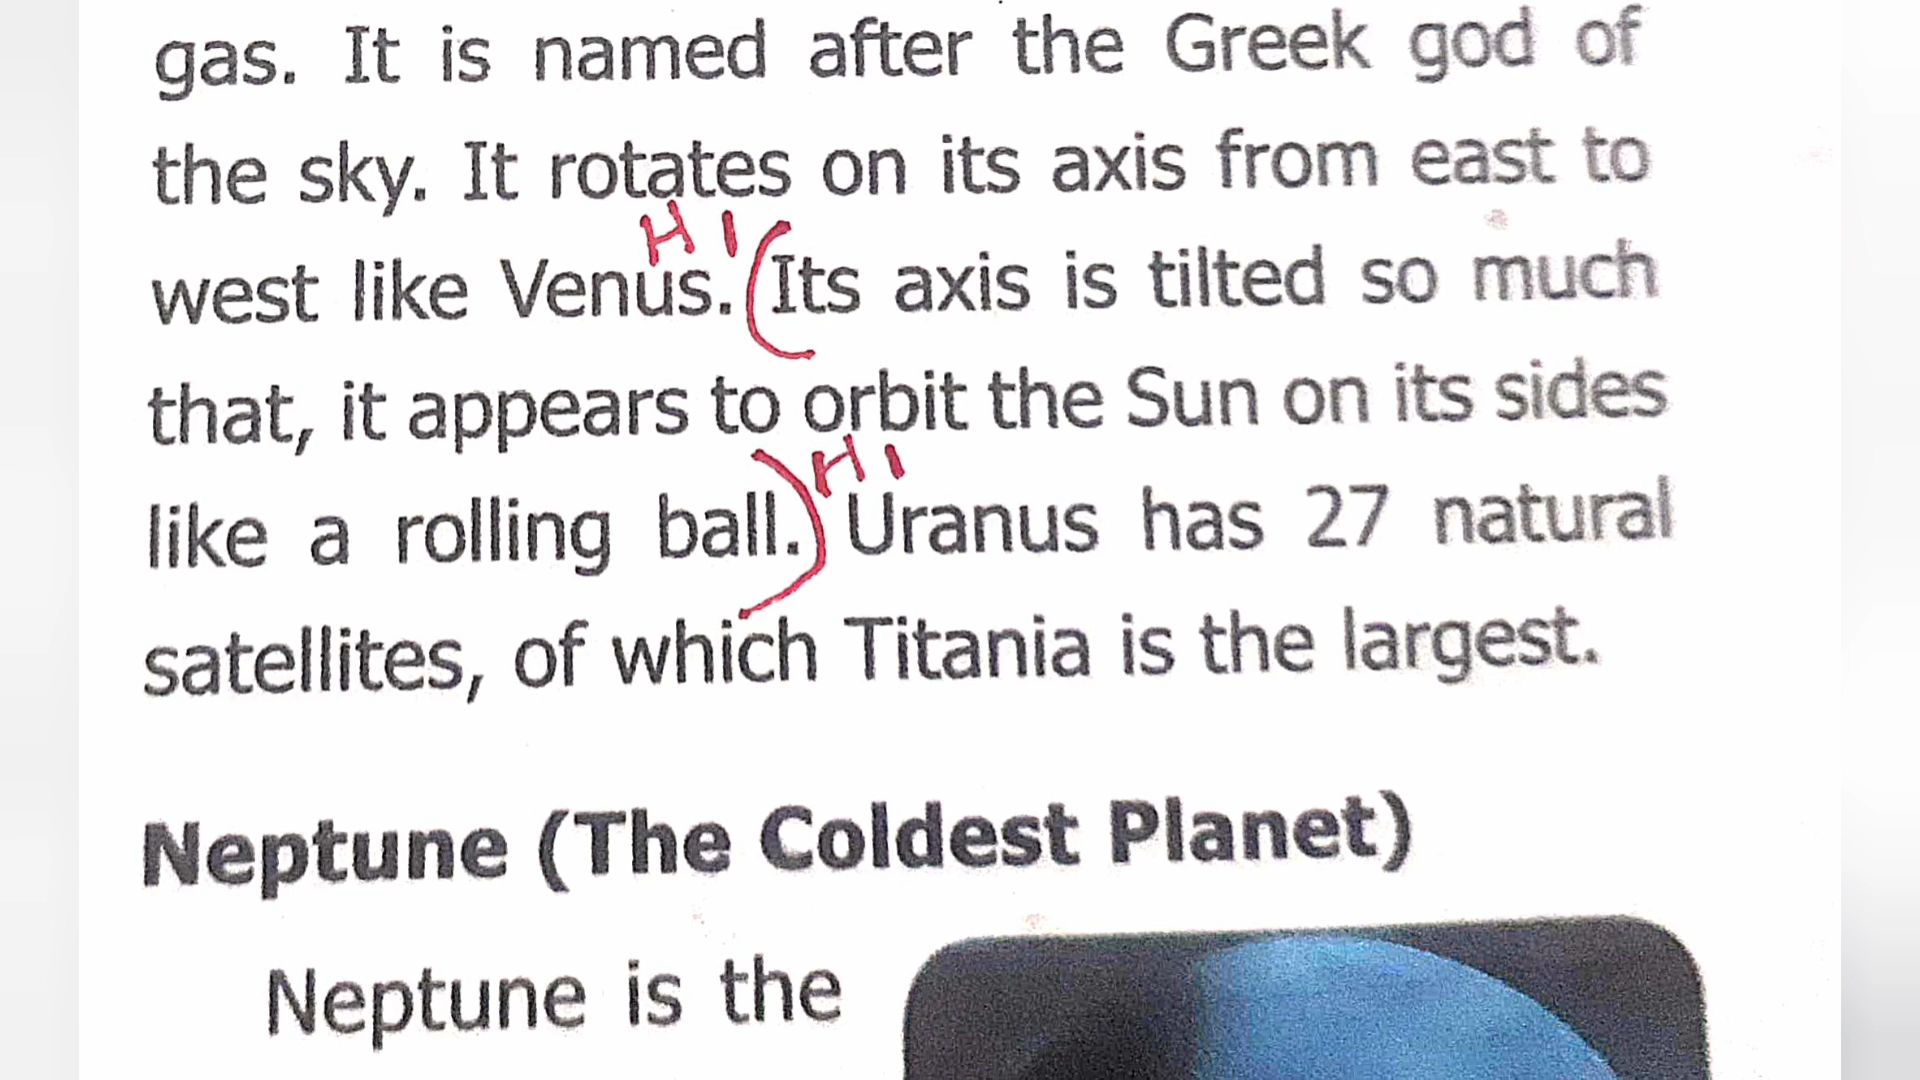 gas. It is named after the Greek god of
the sky. It rotates on its axis from east to
H I
west like Venus. (Its axis is tilted so much
that, it appears to orbit the Sun on its sides
H I
like a rolling ball.) Uranus has 27 natural
satellites, of which Titania is the largest.
Neptune (The Coldest Planet)
Neptune is the